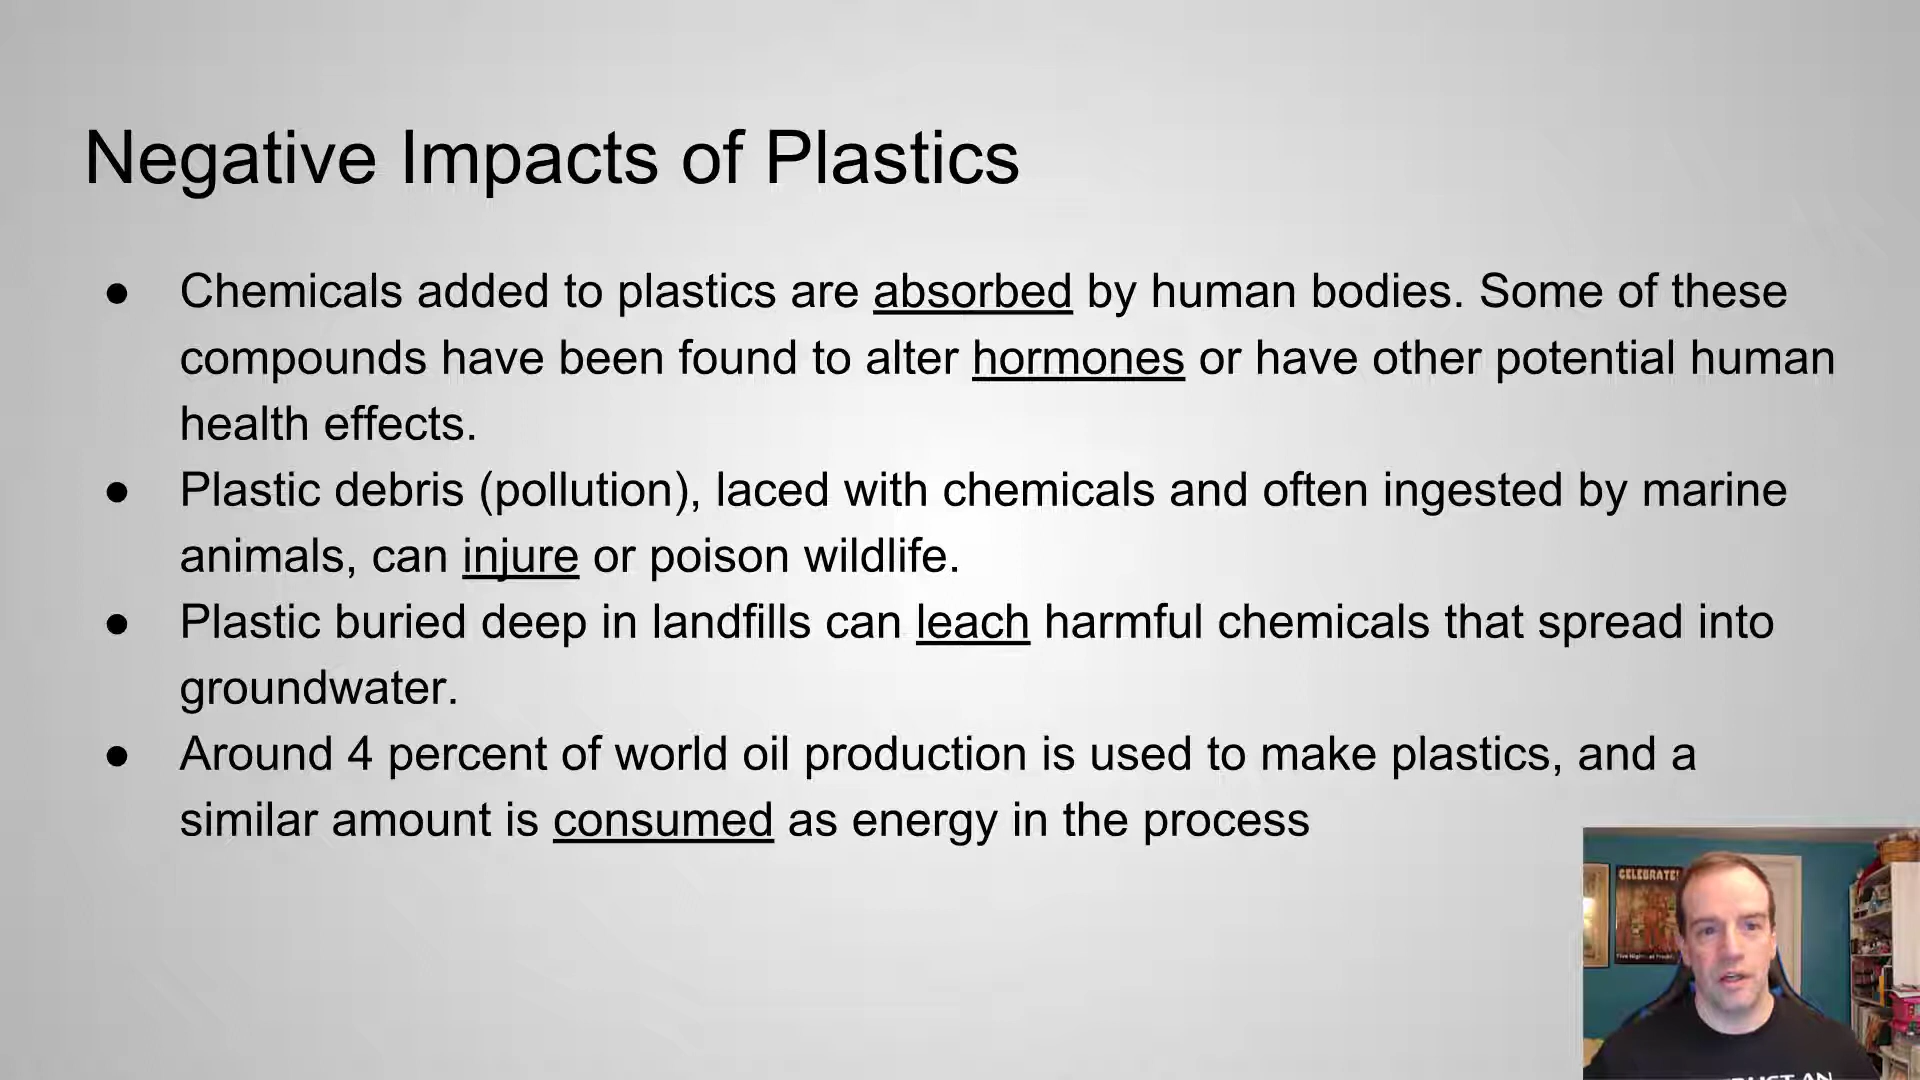 Negative Impacts of Plastics
● Chemicals added to plastics are absorbed by human bodies. Some of these
compounds have been found to alter hormones or have other potential human
health effects.
● Plastic debris (pollution), laced with chemicals and often ingested by marine
animals, can injure or poison wildlife.
● Plastic buried deep in landfills can leach harmful chemicals that spread into
groundwater.
● Around 4 percent of world oil production is used to make plastics, and a
similar amount is consumed as energy in the process
CELEBRATE!